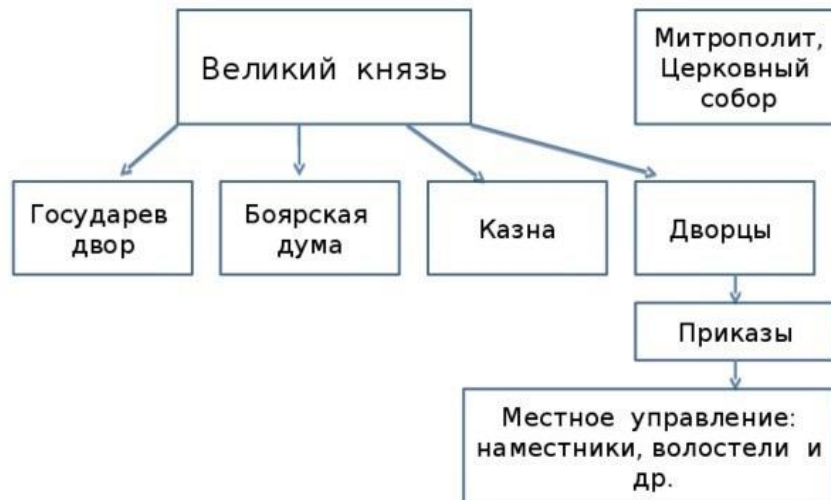 Великий князь
Митрополит,
Церковный
собор
Государев
двор
Боярская
дума
Казна
Дворцы
Приказы
Местное управление:
наместники, волостели и
др.